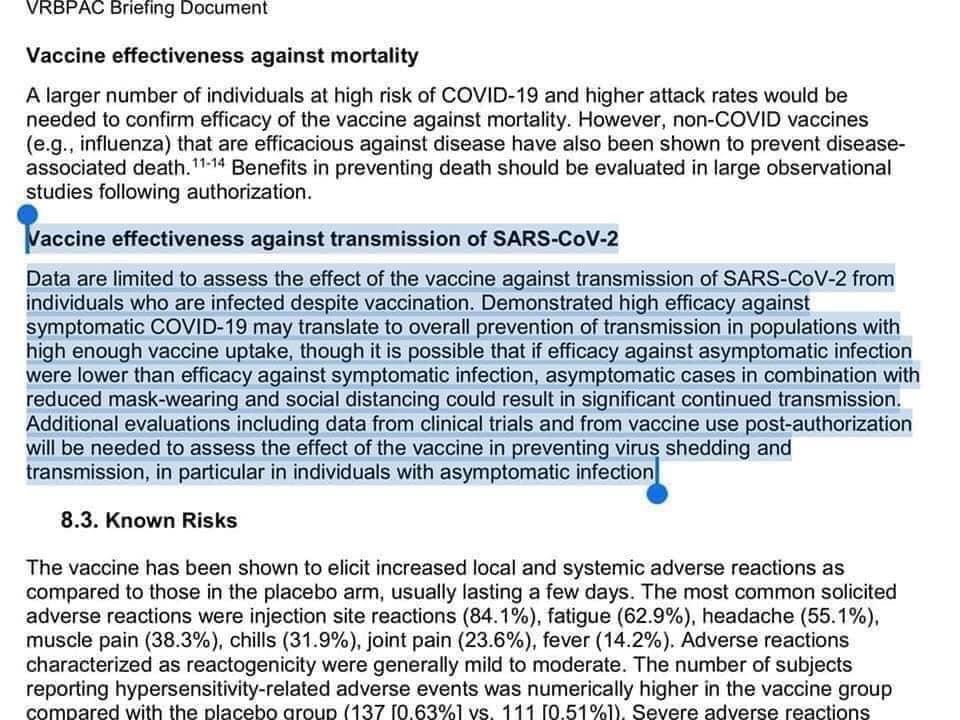 VRBPAC Briefing Document
Vaccine effectiveness against mortality
A larger number of individuals at high risk of COVID-19 and higher attack rates would be
needed to confirm efficacy of the vaccine against mortality. However, non-COVID vaccines
(e.g., influenza) that are efficacious against disease have also been shown to prevent disease-
associated death.¹¹⁻¹⁴ Benefits in preventing death should be evaluated in large observational
studies following authorization.
Vaccine effectiveness against transmission of SARS-CoV-2
Data are limited to assess the effect of the vaccine against transmission of SARS-CoV-2 from
individuals who are infected despite vaccination. Demonstrated high efficacy against
symptomatic COVID-19 may translate to overall prevention of transmission in populations with
high enough vaccine uptake, though it is possible that if efficacy against asymptomatic infection
were lower than efficacy against symptomatic infection, asymptomatic cases in combination with
reduced mask-wearing and social distancing could result in significant continued transmission.
Additional evaluations including data from clinical trials and from vaccine use post-authorization
will be needed to assess the effect of the vaccine in preventing virus shedding and
transmission, in particular in individuals with asymptomatic infection
8.3. Known Risks
The vaccine has been shown to elicit increased local and systemic adverse reactions as
compared to those in the placebo arm, usually lasting a few days. The most common solicited
adverse reactions were injection site reactions (84.1%), fatigue (62.9%), headache (55.1%),
muscle pain (38.3%), chills (31.9%), joint pain (23.6%), fever (14.2%). Adverse reactions
characterized as reactogenicity were generally mild to moderate. The number of subjects
reporting hypersensitivity-related adverse events was numerically higher in the vaccine group
compared with the placebo group (137 [0.63%] vs. 111 [0.51%]). Severe adverse reactions